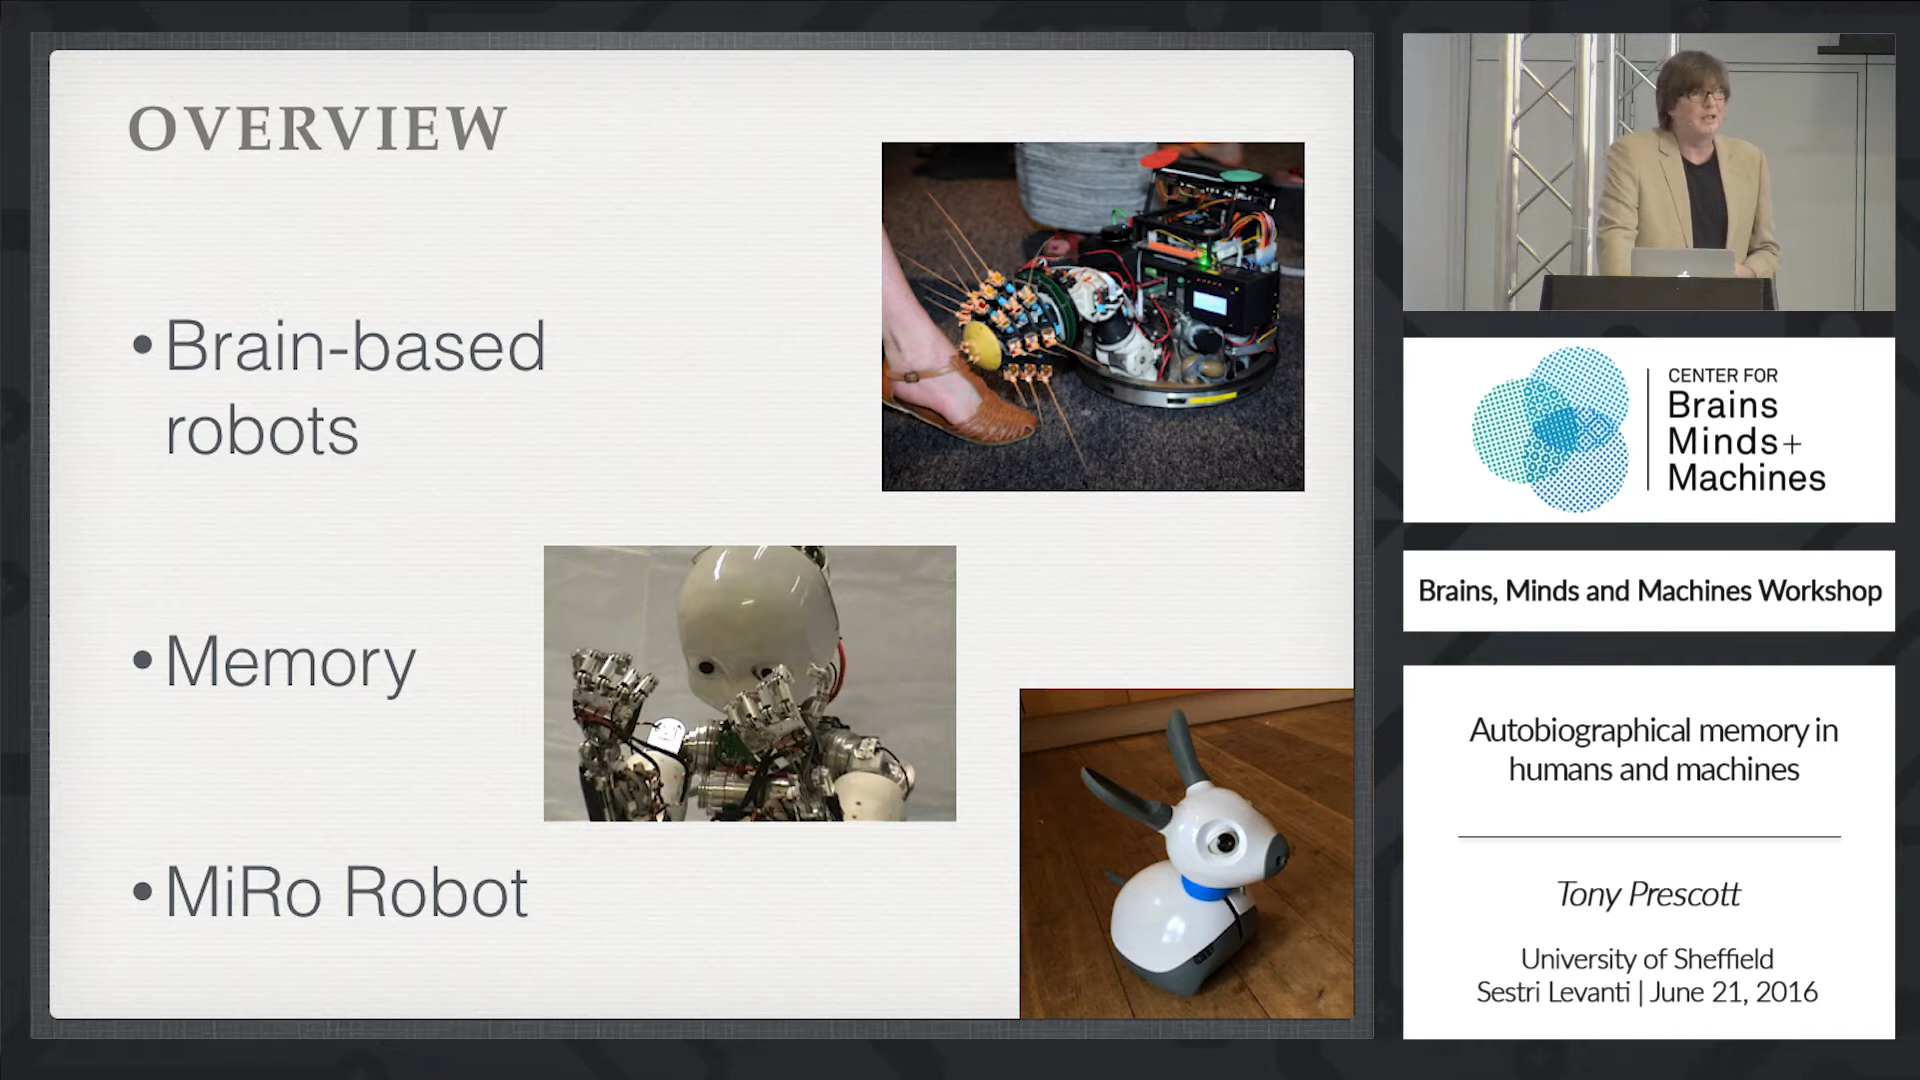 OVERVIEW
• Brain-based
robots
• Memory
• MiRo Robot
CENTER FOR
Brains
Minds+
Machines
Brains, Minds and Machines Workshop
Autobiographical memory in
humans and machines
Tony Prescott
University of Sheffield
Sestri Levanti | June 21, 2016